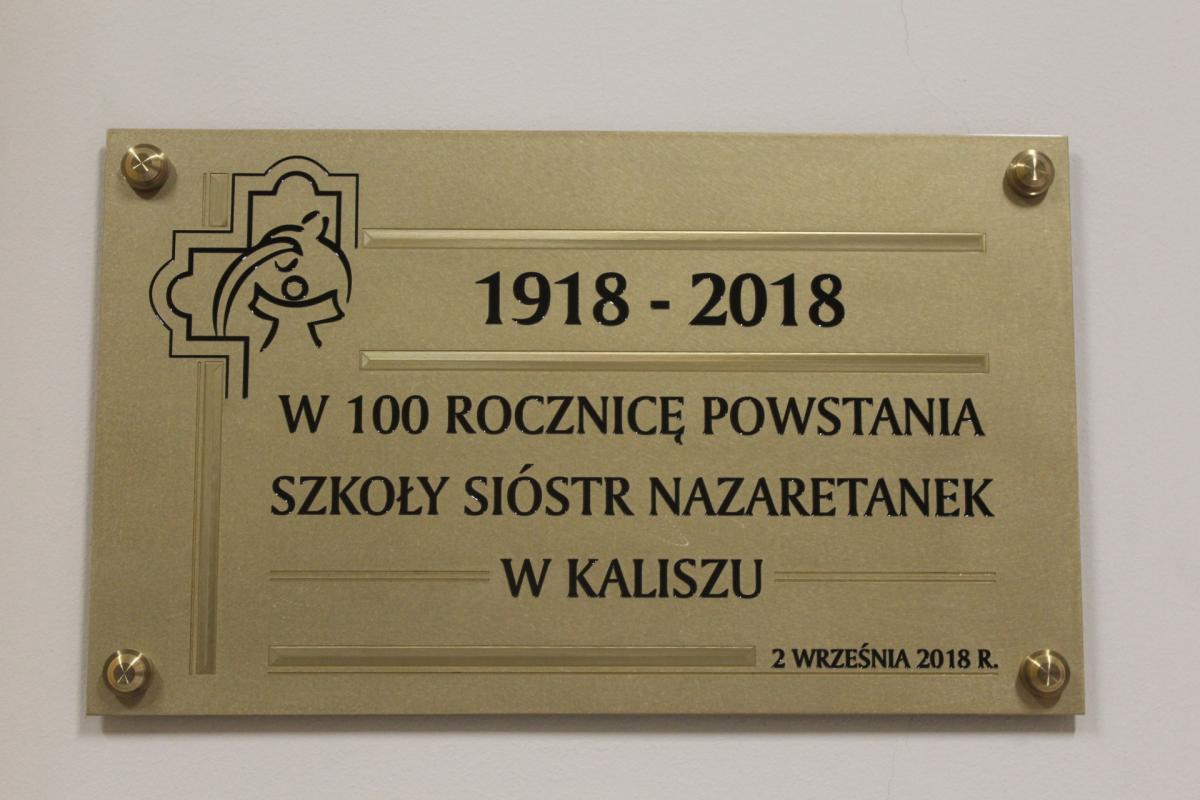 1918 - 2018
W 100 ROCZNICĘ POWSTANIA
SZKOŁY SIÓSTR NAZARETANEK
W KALISZU
2 WRZEŚNIA 2018 R.